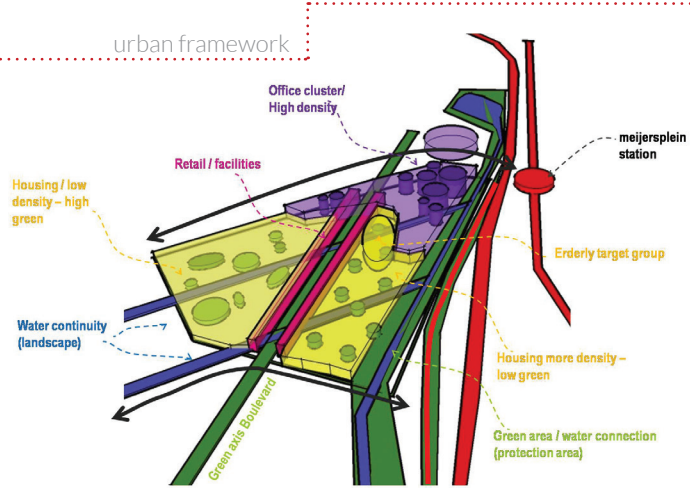 urban framework
Office cluster/
High density
meijersplein
station
Retail / facilities
Housing / low
density – high
green
Erderly target group
Water continuity
(landscape)
Housing more density –
low green
Green axis Boulevard
Green area / water connection
(protection area)